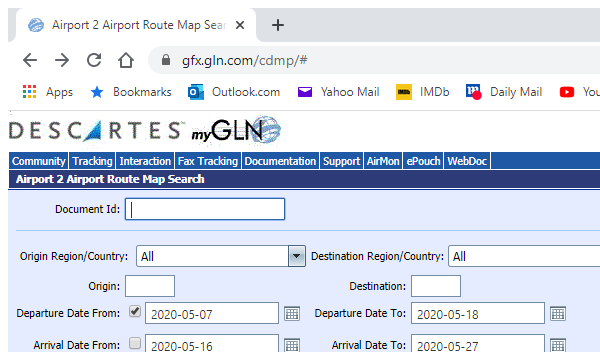 Airport 2 Airport Route Map Sear
gfx.gln.com/cdmp/#
Apps Bookmarks Outlook.com Yahoo Mail IMDb Daily Mail You
DESCARTES™ myGLN
Community Tracking Interaction Fax Tracking Documentation Support AirMon ePouch WebDoc
Airport 2 Airport Route Map Search
Document Id:
Origin Region/Country: All Destination Region/Country: All
Origin: Destination:
Departure Date From: 2020-05-07 Departure Date To: 2020-05-18
Arrival Date From: 2020-05-16 Arrival Date To: 2020-05-27